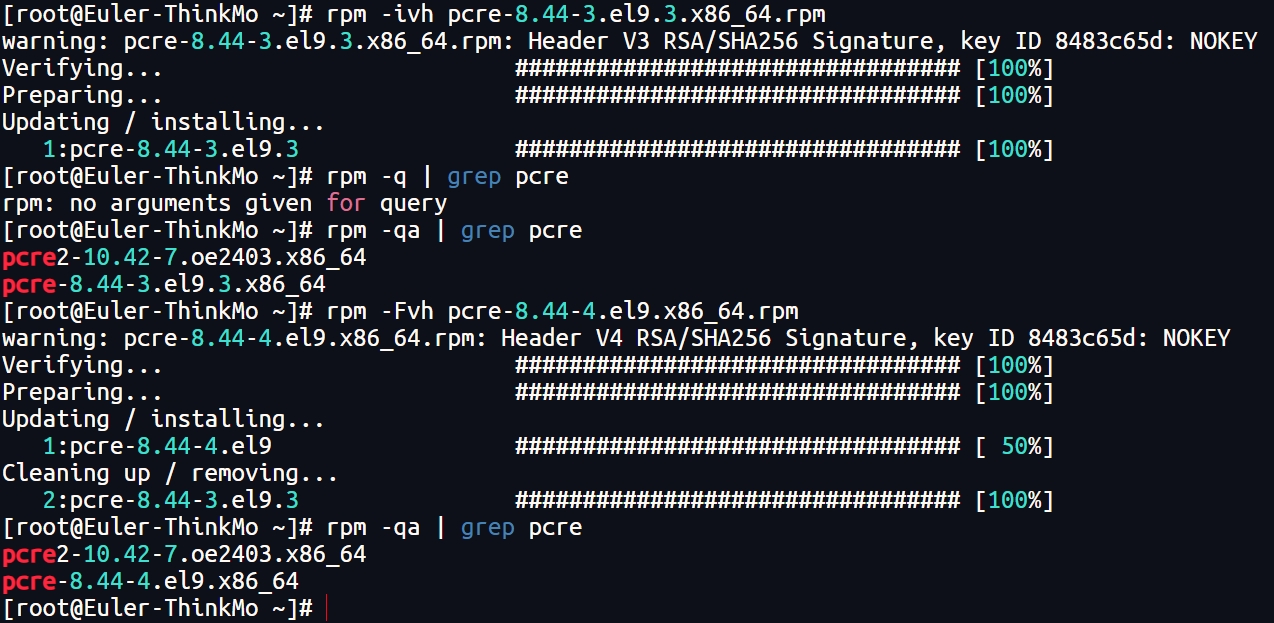 [root@Euler-ThinkMo ~]# rpm -ivh pcre-8.44-3.el9.3.x86_64.rpm
warning: pcre-8.44-3.el9.3.x86_64.rpm: Header V3 RSA/SHA256 Signature, key ID 8483c65d: NOKEY
Verifying... ################################# [100%]
Preparing... ################################# [100%]
Updating / installing...
1:pcre-8.44-3.el9.3 ################################# [100%]
[root@Euler-ThinkMo ~]# rpm -q | grep pcre
rpm: no arguments given for query
[root@Euler-ThinkMo ~]# rpm -qa | grep pcre
pcre2-10.42-7.oe2403.x86_64
pcre-8.44-3.el9.3.x86_64
[root@Euler-ThinkMo ~]# rpm -Fvh pcre-8.44-4.el9.x86_64.rpm
warning: pcre-8.44-4.el9.x86_64.rpm: Header V4 RSA/SHA256 Signature, key ID 8483c65d: NOKEY
Verifying... ################################# [100%]
Preparing... ################################# [100%]
Updating / installing...
1:pcre-8.44-4.el9 ################################# [ 50%]
Cleaning up / removing...
2:pcre-8.44-3.el9.3 ################################# [100%]
[root@Euler-ThinkMo ~]# rpm -qa | grep pcre
pcre2-10.42-7.oe2403.x86_64
pcre-8.44-4.el9.x86_64
[root@Euler-ThinkMo ~]#